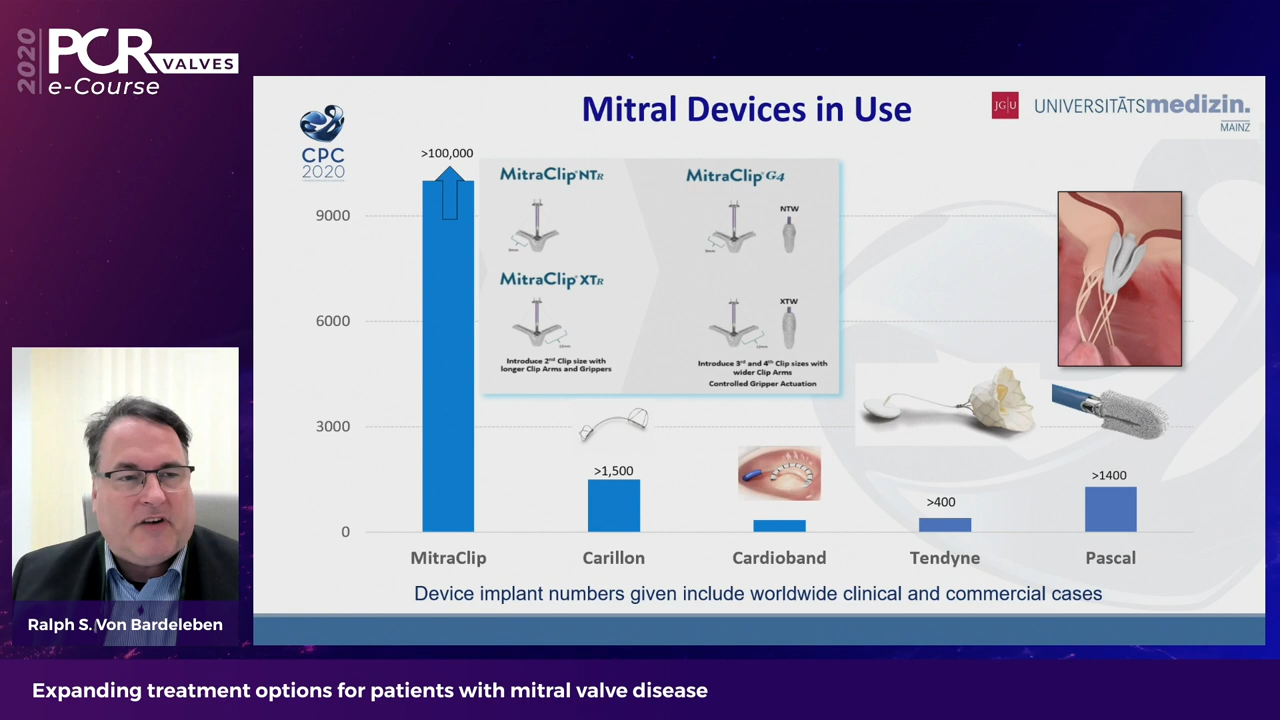 2020
PCR
VALVES
e-Course
CPC
2020
Mitral Devices in Use
JG|U
UNIVERSITĀTSmedizin.
MAINZ
>100,000
9000
6000
3000
0
MitraClip NTR
MitraClip G4
NTW
MitraClip XTR
XTW
Introduce 2nd Clip size with
longer Clip Arms and Grippers
Introduce 3rd and 4th Clip sizes with
wider Clip Arms
Controlled Gripper Actuation
>1,500
>400
>1400
MitraClip
Carillon
Cardioband
Tendyne
Pascal
Device implant numbers given include worldwide clinical and commercial cases
Ralph S. Von Bardeleben
Expanding treatment options for patients with mitral valve disease